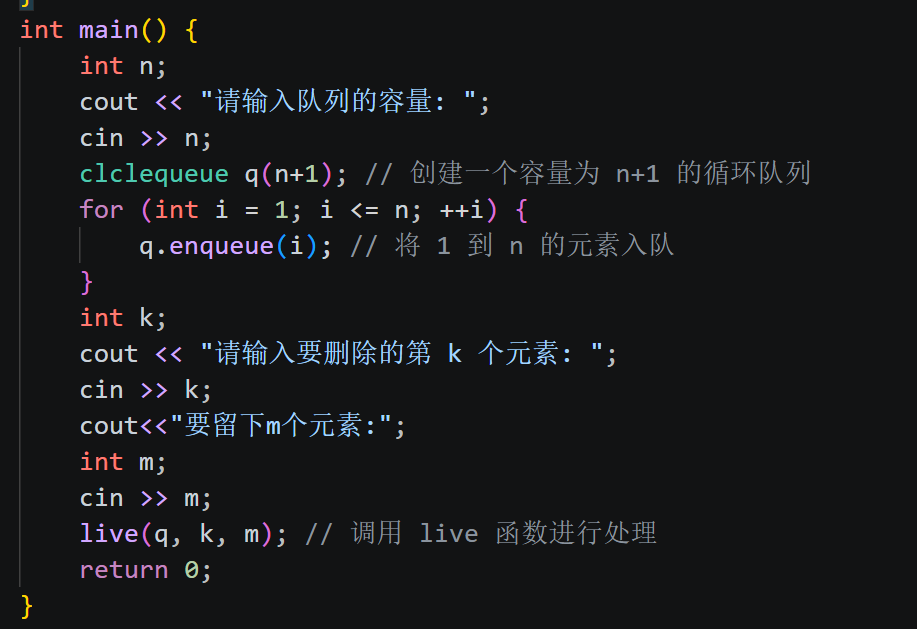 }
int main() {
    int n;
    cout << "请输入队列的容量: ";
    cin >> n;
    clclequeue q(n+1); // 创建一个容量为 n+1 的循环队列
    for (int i = 1; i <= n; ++i) {
        q.enqueue(i); // 将 1 到 n 的元素入队
    }
    int k;
    cout << "请输入要删除的第 k 个元素: ";
    cin >> k;
    cout<<"要留下m个元素:";
    int m;
    cin >> m;
    live(q, k, m); // 调用 live 函数进行处理
    return 0;
}